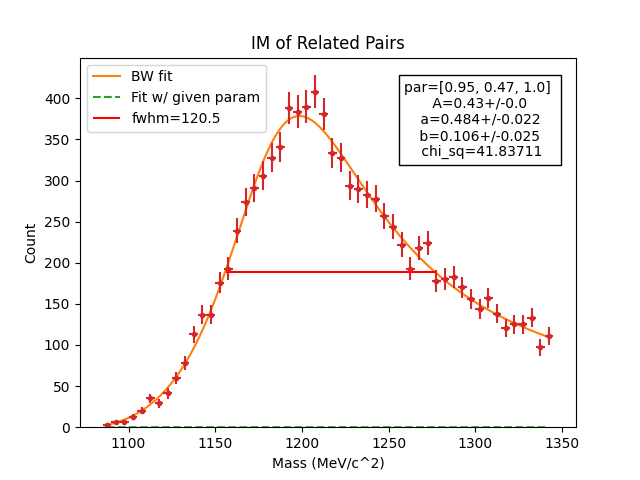 IM of Related Pairs
BW fit
Fit w/ given param
fwhm=120.5
par=[0.95, 0.47, 1.0]
A=0.43+/-0.0
a=0.484+/-0.022
b=0.106+/-0.025
chi_sq=41.83711
400
350
300
250
200
150
100
50
0
Count
1100
1150
1200
1250
1300
1350
Mass (MeV/c^2)